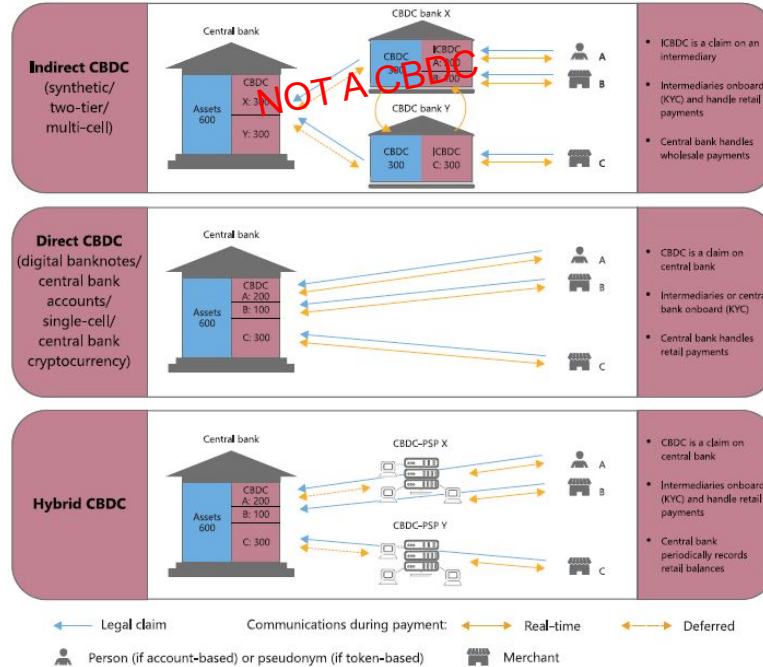 Central bank
CBDC bank X
Indirect CBDC
(synthetic/
two-tier/
multi-cell)
Assets
600
CBDC
X: 300
Y: 300
CBDC
300
ICBDC
A: 200
B: 100
NOT A CBDC
CBDC bank Y
CBDC
300
ICBDC
C: 300
A
B
C
• ICBDC is a claim on an
intermediary
• Intermediaries onboard
(KYC) and handle retail
payments
• Central bank handles
wholesale payments
Direct CBDC
(digital banknotes/
central bank
accounts/
single-cell/
central bank
cryptocurrency)
Central bank
Assets
600
CBDC
A: 200
B: 100
C: 300
A
B
C
• CBDC is a claim on
central bank
• Intermediaries or central
bank onboard (KYC)
• Central bank handles
retail payments
Hybrid CBDC
Central bank
Assets
600
CBDC
A: 200
B: 100
C: 300
CBDC–PSP X
CBDC–PSP Y
A
B
C
• CBDC is a claim on
central bank
• Intermediaries onboard
(KYC) and handle retail
payments
• Central bank
periodically records
retail balances
Legal claim
Communications during payment:
Real–time
Deferred
Person (if account-based) or pseudonym (if token-based)
Merchant